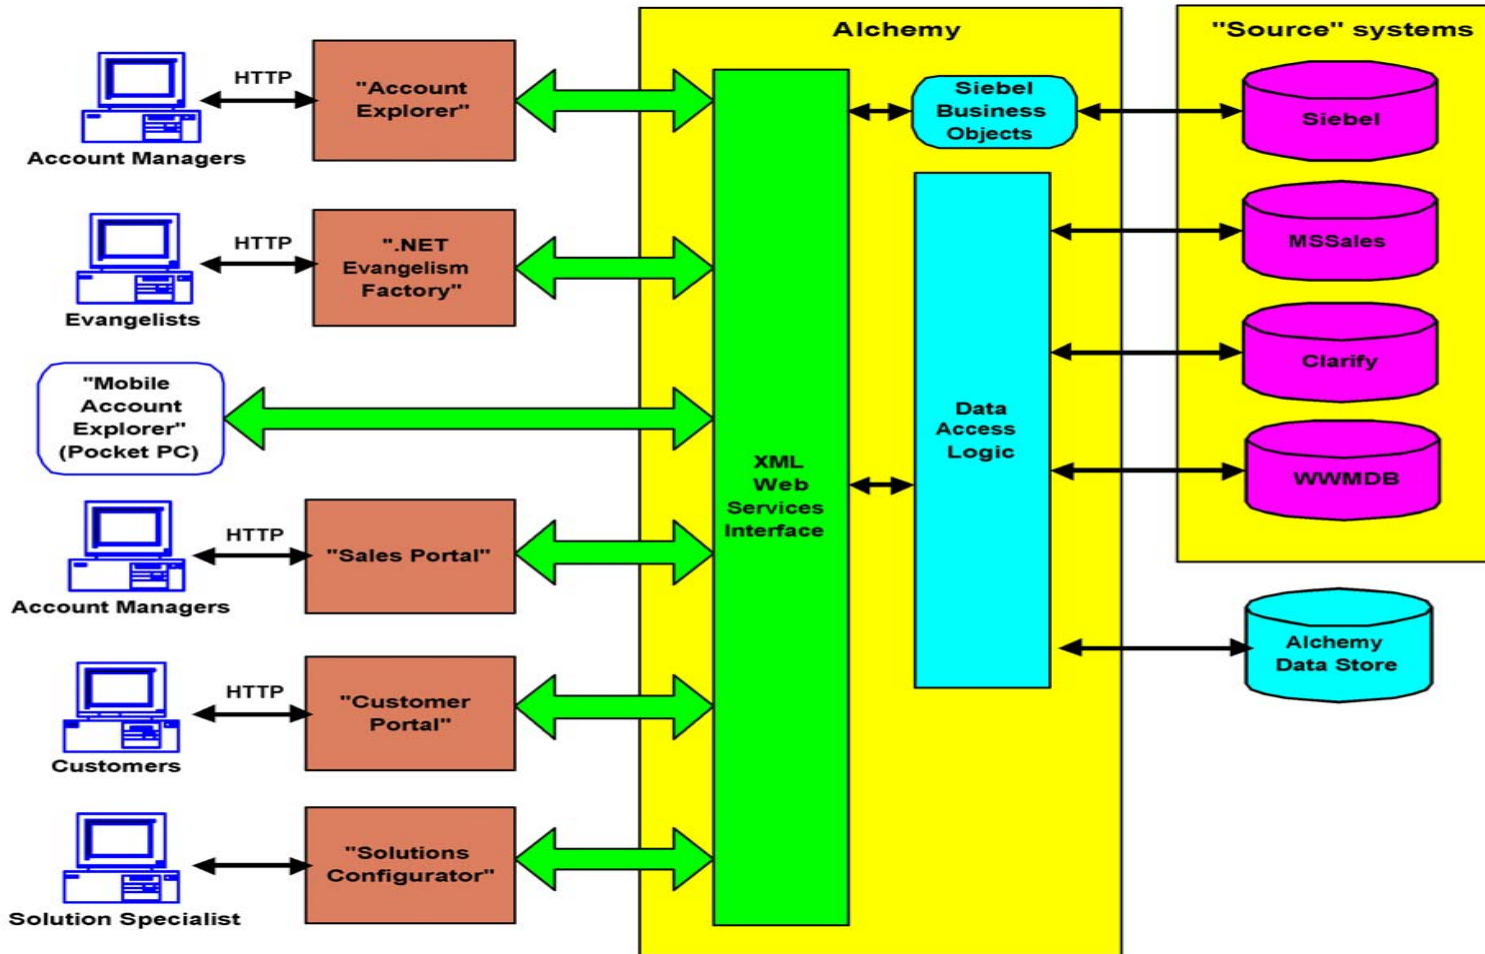 Alchemy
"Source" systems
HTTP
"Account
Explorer"
Account Managers
Siebel
Business
Objects
Siebel
HTTP
".NET
Evangelism
Factory"
Evangelists
MSSales
"Mobile
Account
Explorer"
(Pocket PC)
Clarify
Data
Access
Logic
XML
Web
Services
Interface
WWMDB
HTTP
"Sales Portal"
Account Managers
Alchemy
Data Store
HTTP
"Customer
Portal"
Customers
"Solutions
Configurator"
Solution Specialist